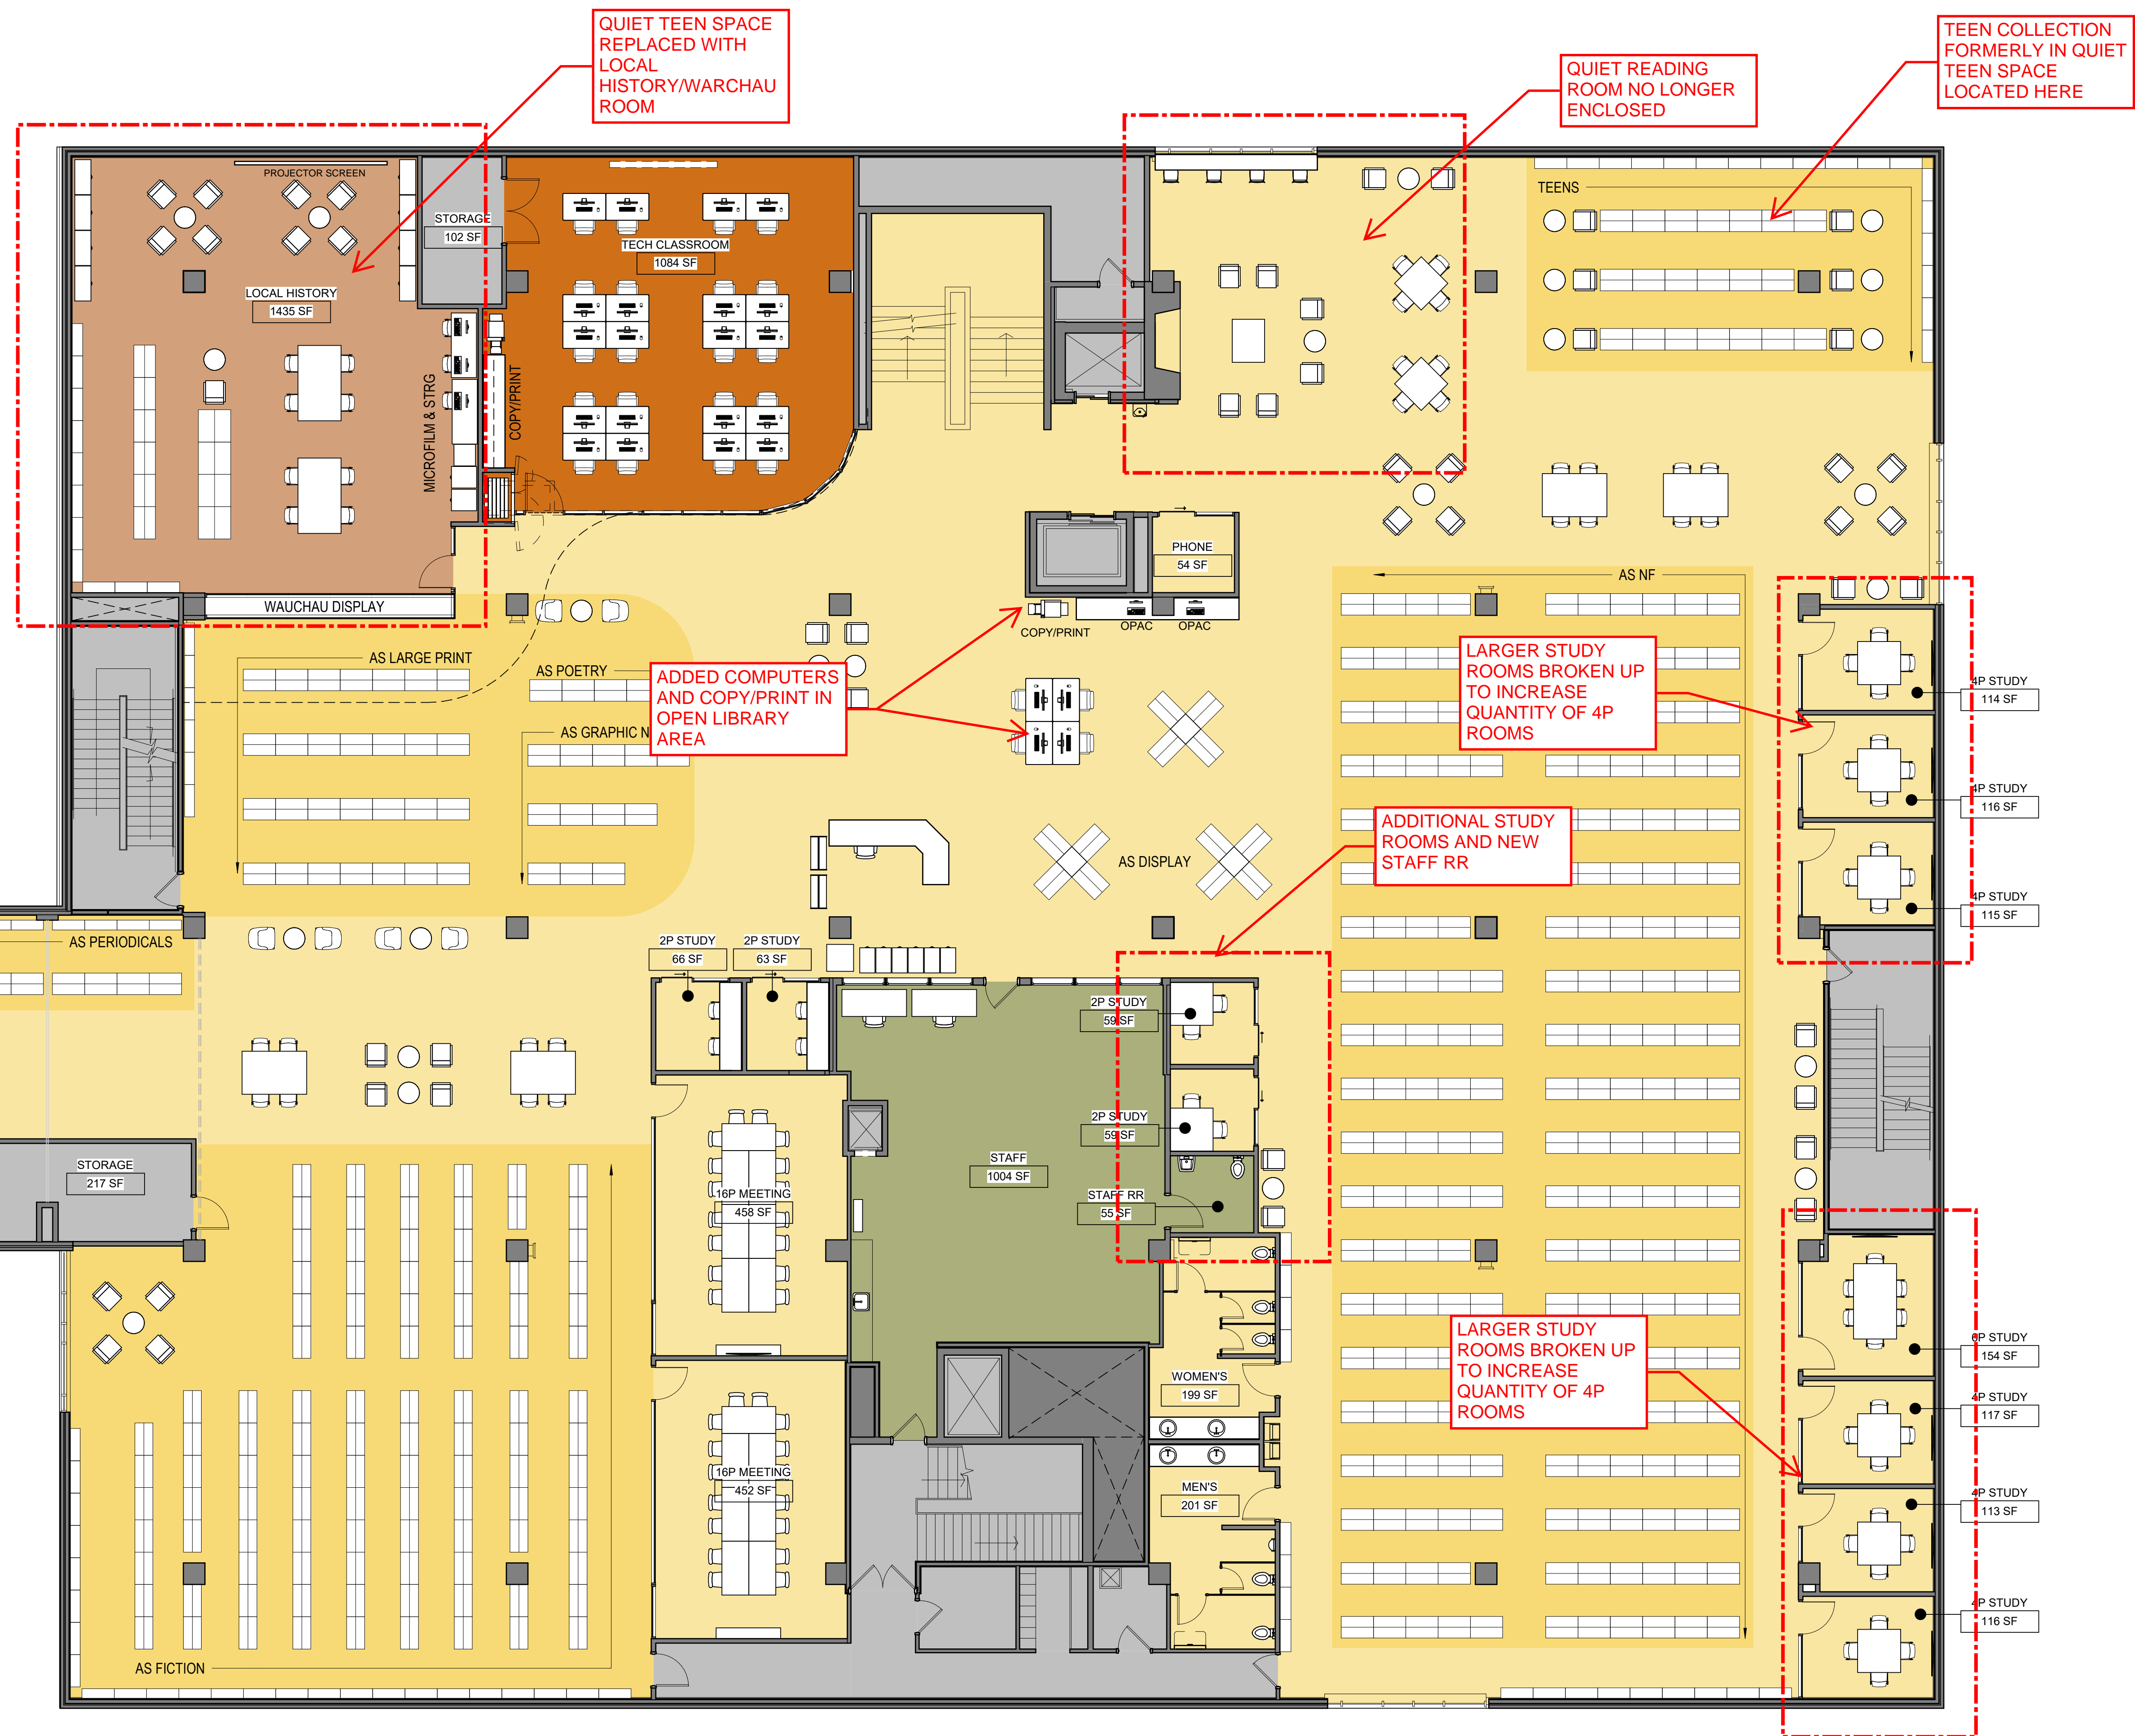 QUIET TEEN SPACE
REPLACED WITH
LOCAL
HISTORY/WARCHAU
ROOM
QUIET READING
ROOM NO LONGER
ENCLOSED
TEEN COLLECTION
FORMERLY IN QUIET
TEEN SPACE
LOCATED HERE
PROJECTOR SCREEN
STORAGE
102 SF
TECH CLASSROOM
1084 SF
TEENS
LOCAL HISTORY
1435 SF
MICROFILM & STRG
COPY/PRINT
PHONE
54 SF
AS NF
WAUCHAU DISPLAY
COPY/PRINT
OPAC
OPAC
AS LARGE PRINT
AS POETRY
AS GRAPHIC N
ADDED COMPUTERS
AND COPY/PRINT IN
OPEN LIBRARY
AREA
LARGER STUDY
ROOMS BROKEN UP
TO INCREASE
QUANTITY OF 4P
ROOMS
4P STUDY
114 SF
4P STUDY
116 SF
4P STUDY
115 SF
ADDITIONAL STUDY
ROOMS AND NEW
STAFF RR
AS DISPLAY
AS PERIODICALS
2P STUDY
66 SF
2P STUDY
63 SF
2P STUDY
59 SF
2P STUDY
59 SF
STAFF
1004 SF
STAFF RR
55 SF
STORAGE
217 SF
16P MEETING
458 SF
LARGER STUDY
ROOMS BROKEN UP
TO INCREASE
QUANTITY OF 4P
ROOMS
6P STUDY
154 SF
4P STUDY
117 SF
WOMEN'S
199 SF
16P MEETING
452 SF
MEN'S
201 SF
4P STUDY
113 SF
4P STUDY
116 SF
AS FICTION